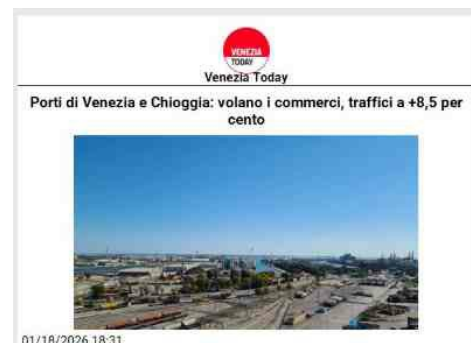 VENEZIA
TODAY
Venezia Today
Porti di Venezia e Chioggia: volano i commerci, traffici a +8,5 per
cento
01/18/2026 18:31